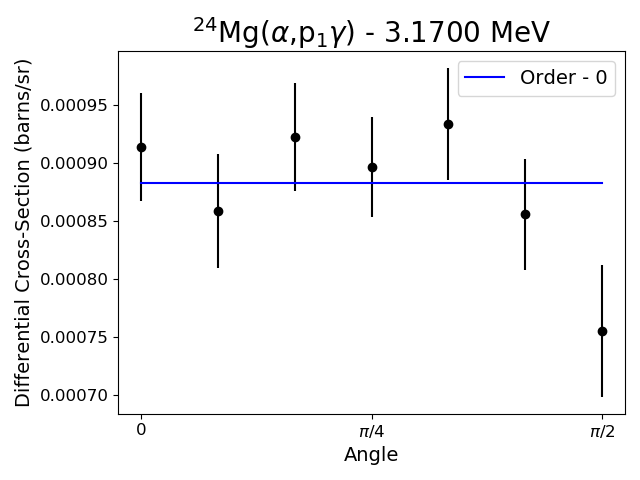 ²⁴Mg(α,p₁γ) - 3.1700 MeV
Order - 0
Differential Cross-Section (barns/sr)
0.00095
0.00090
0.00085
0.00080
0.00075
0.00070
0 π/4 π/2
Angle